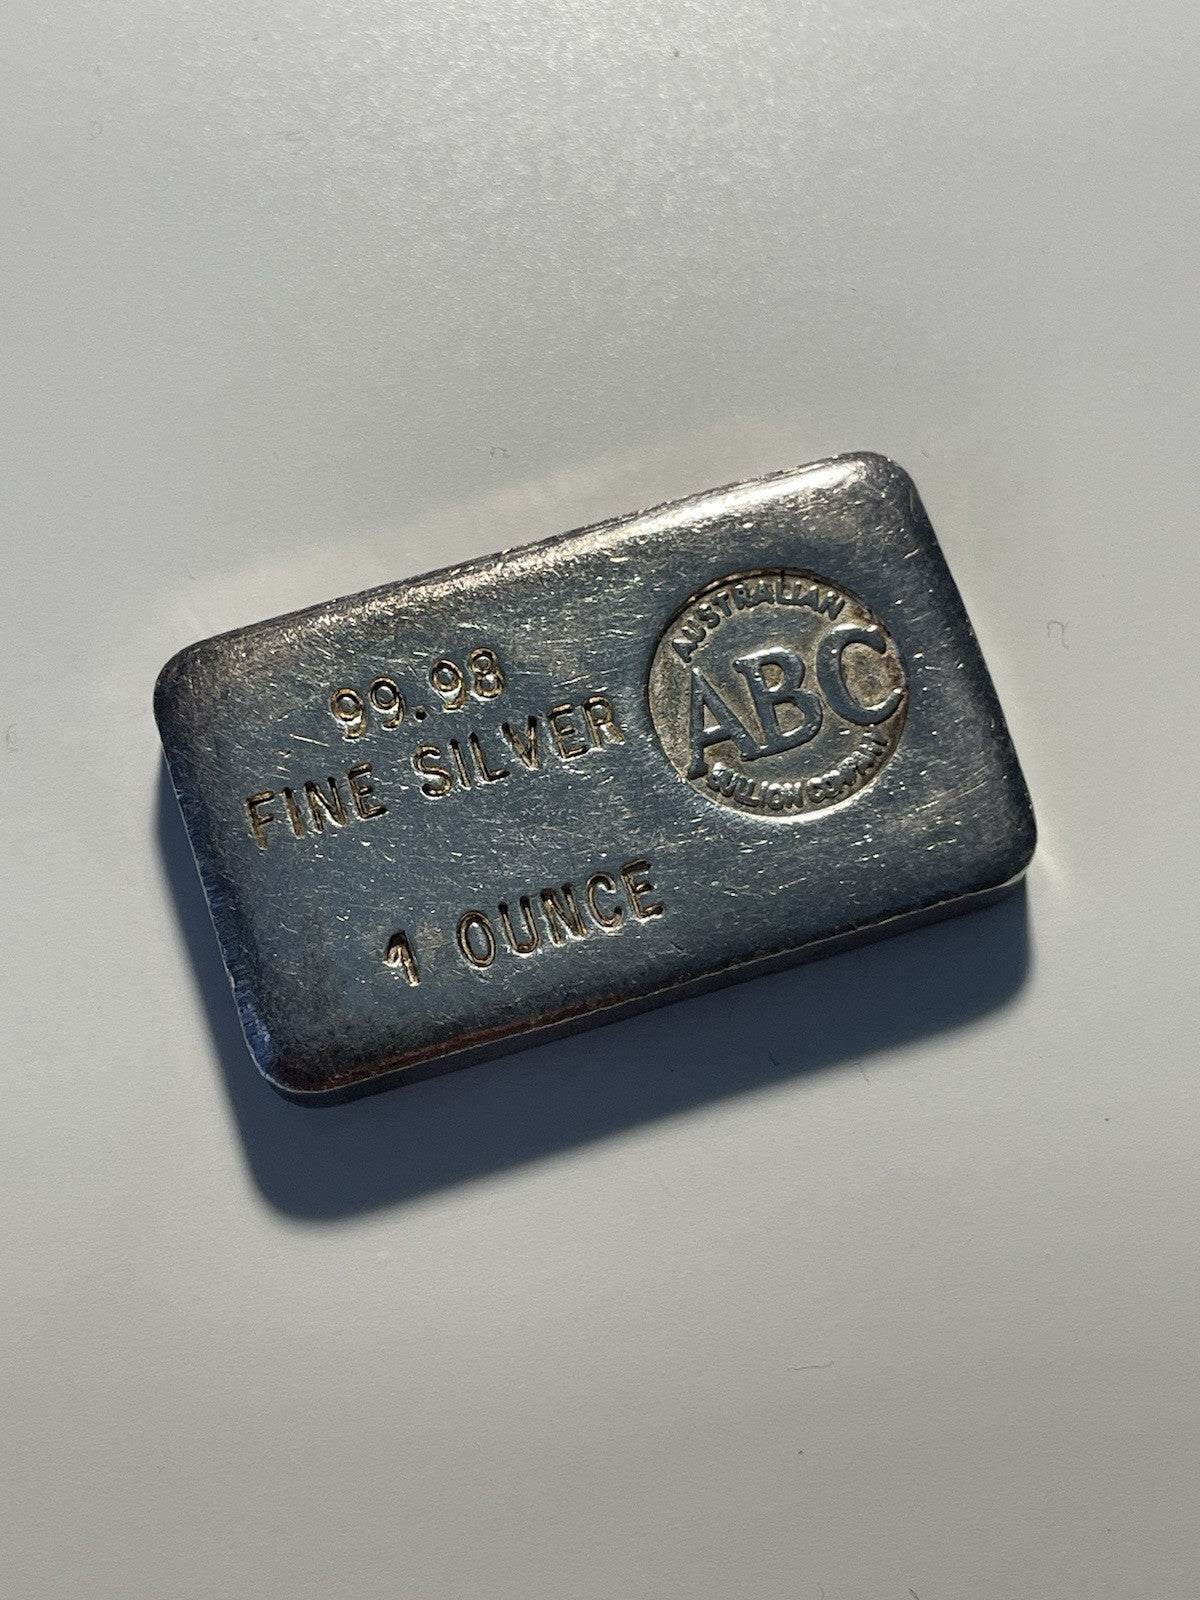 99.98
FINE SILVER
1 OUNCE
AUSTRALIAN
ABC
BULLION COMPANY